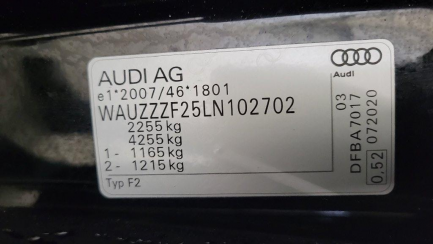 AUDI AG
e1*2007/46*1801
WAUZZZF25LN102702
2255kg
4255kg
1- 1165kg
2- 1215kg
Typ F2
Audi
DFBA7017 03
0.52 072020